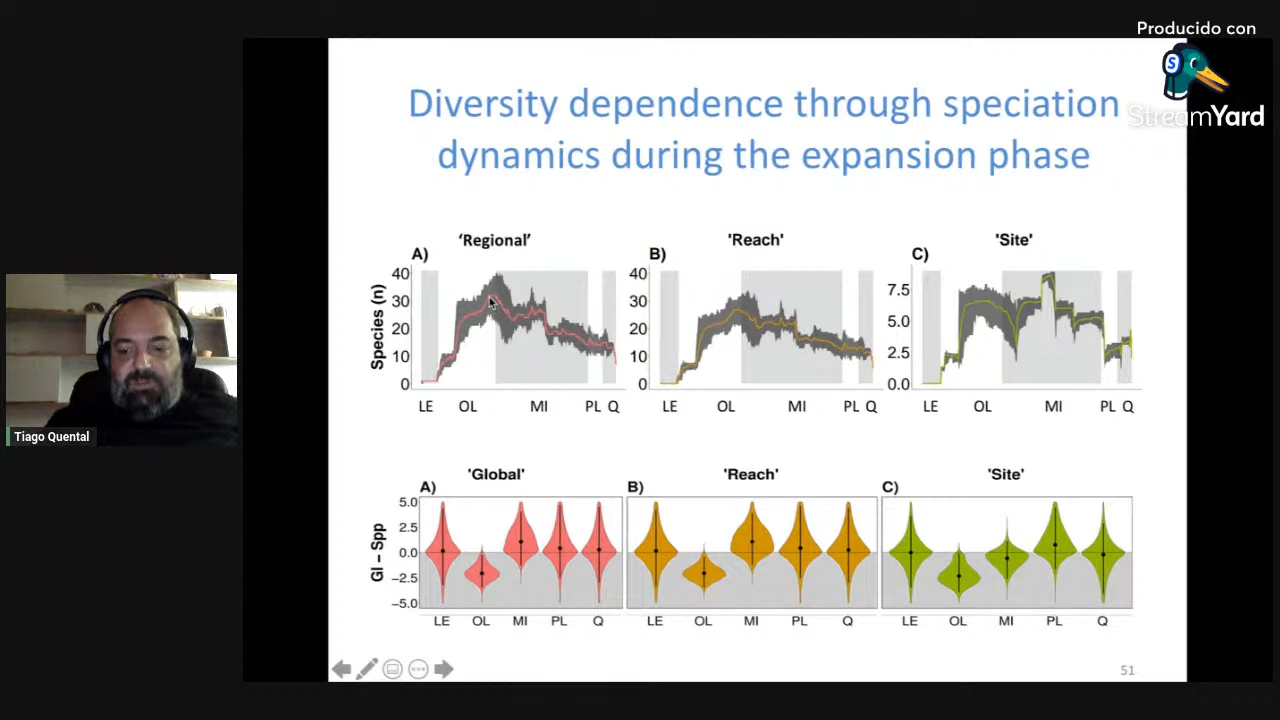 Producido con
StreamYard
Diversity dependence through speciation
dynamics during the expansion phase
A) 'Regional'
B) 'Reach'
C) 'Site'
Species (n)
40
30
20
10
0
LE OL MI PL Q
40
30
20
10
0
LE OL MI PL Q
7.5
5.0
2.5
0.0
LE OL MI PL Q
A) 'Global'
B) 'Reach'
C) 'Site'
GI – Spp
5.0
2.5
0.0
−2.5
−5.0
LE OL MI PL Q
LE OL MI PL Q
LE OL MI PL Q
51
Tiago Quental